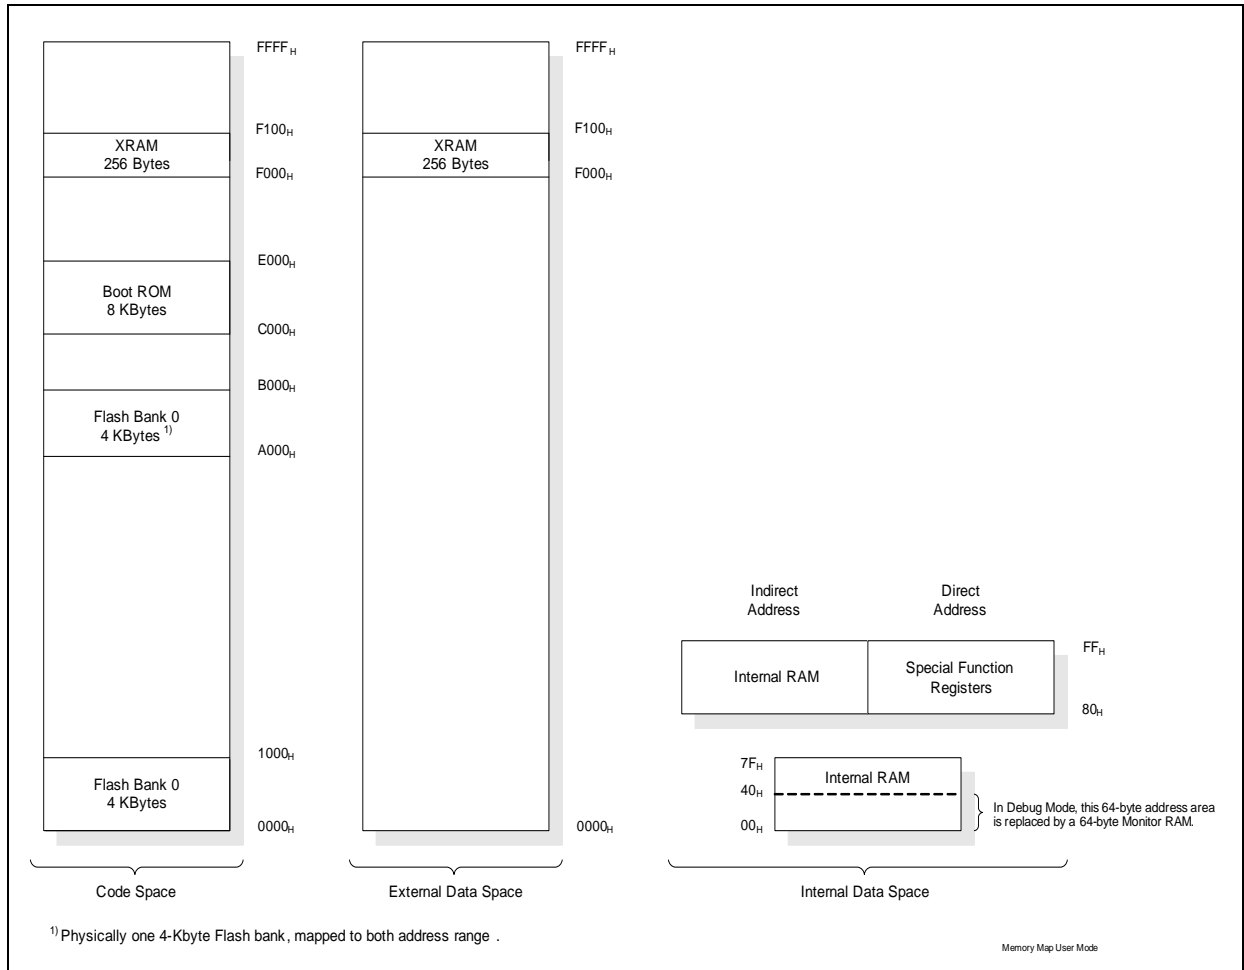 FFFFH
F100H
XRAM
256 Bytes
F000H
E000H
Boot ROM
8 KBytes
C000H
B000H
Flash Bank 0
4 KBytes 1)
A000H
1000H
Flash Bank 0
4 KBytes
0000H
Code Space
FFFFH
F100H
XRAM
256 Bytes
F000H
0000H
External Data Space
Indirect
Address
Direct
Address
Internal RAM
Special Function
Registers
FFH
80H
7FH
Internal RAM
40H
00H
In Debug Mode, this 64-byte address area
is replaced by a 64-byte Monitor RAM.
Internal Data Space
1) Physically one 4-Kbyte Flash bank, mapped to both address range .
Memory Map User Mode